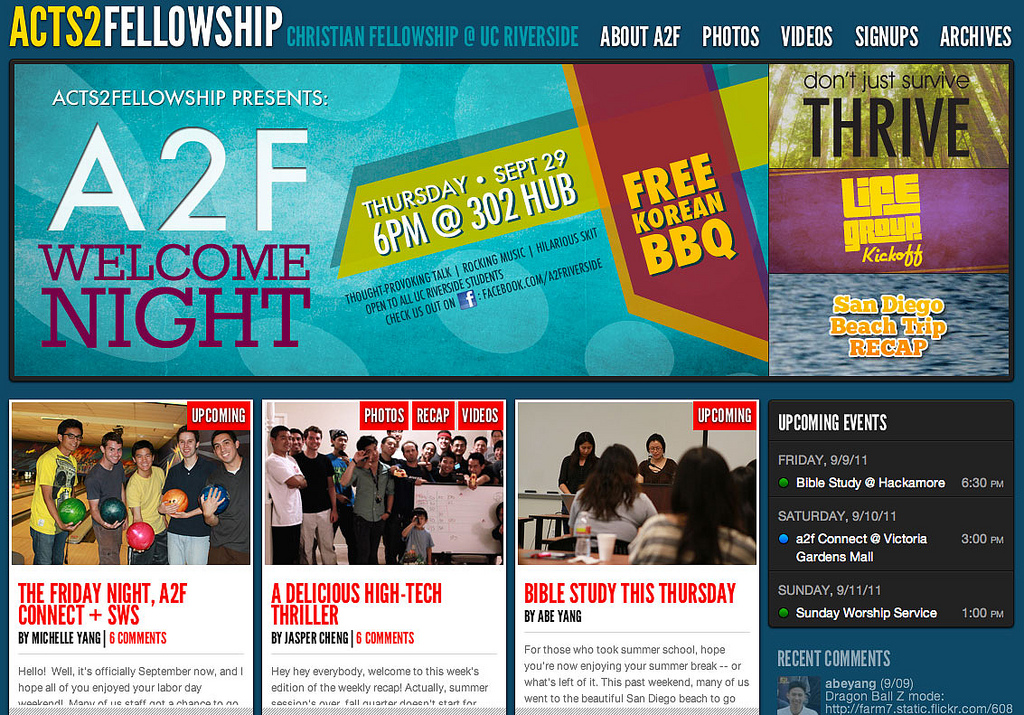 ACTS2FELLOWSHIP CHRISTIAN FELLOWSHIP @ UC RIVERSIDE
ABOUT A2F PHOTOS VIDEOS SIGNUPS ARCHIVES
ACTS2FELLOWSHIP PRESENTS:
A2F
WELCOME
NIGHT
THURSDAY • SEPT 29
6PM @ 302 HUB
THOUGHT-PROVOKING TALK | ROCKING MUSIC | HILARIOUS SKIT
OPEN TO ALL UC RIVERSIDE STUDENTS
CHECK US OUT ON f : FACEBOOK.COM/A2FRIVERSIDE
FREE
KOREAN
BBQ
don't just survive
THRIVE
LiFE
group
Kickoff
San Diego
Beach Trip
RECAP
UPCOMING
THE FRIDAY NIGHT, A2F
CONNECT + SWS
BY MICHELLE YANG | 6 COMMENTS
Hello! Well, it's officially September now, and I
hope all of you enjoyed your labor day
weekend! Many of us staff got a chance to go
PHOTOS RECAP VIDEOS
A DELICIOUS HIGH-TECH
THRILLER
BY JASPER CHENG | 6 COMMENTS
Hey hey everybody, welcome to this week's
edition of the weekly recap! Actually, summer
session's over, fall quarter doesn't start for
UPCOMING
BIBLE STUDY THIS THURSDAY
BY ABE YANG
For those who took summer school, hope
you're now enjoying your summer break -- or
what's left of it. This past weekend, many of us
went to the beautiful San Diego beach to go
UPCOMING EVENTS
FRIDAY, 9/9/11
Bible Study @ Hackamore 6:30 PM
SATURDAY, 9/10/11
a2f Connect @ Victoria 3:00 PM
Gardens Mall
SUNDAY, 9/11/11
Sunday Worship Service 1:00 PM
RECENT COMMENTS
abeyang (9/09)
Dragon Ball Z mode:
http://farm7.static.flickr.com/608